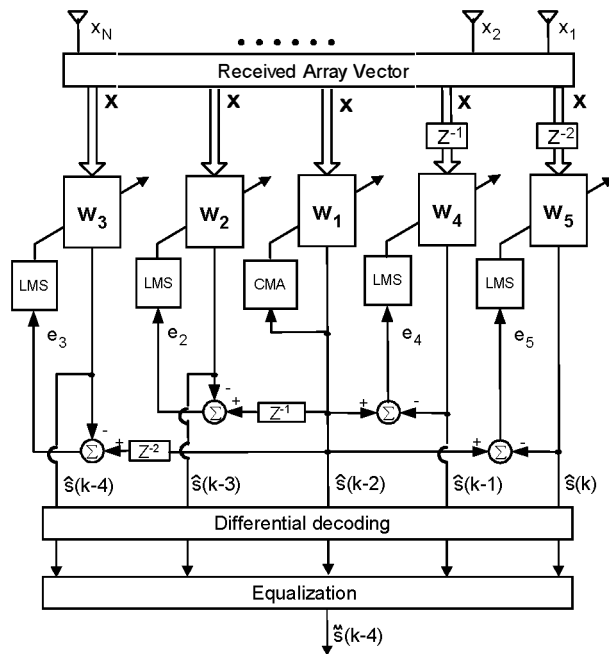 x_N x_2 x_1
Received Array Vector
X X X X X
Z^-1 Z^-2
W_3 W_2 W_1 W_4 W_5
LMS LMS CMA LMS LMS
e_3 e_2 e_4 e_5
- + Z^-1 + -
Σ Σ
- + Z^-2 + -
Σ Σ
ŝ(k-4) ŝ(k-3) ŝ(k-2) ŝ(k-1) ŝ(k)
Differential decoding
Equalization
ŝ̂(k-4)